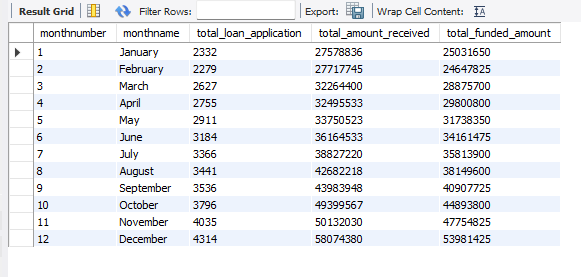 Result Grid Filter Rows: Export: Wrap Cell Content:
monthnumber monthname total_loan_application total_amount_received total_funded_amount
1 January 2332 27578836 25031650
2 February 2279 27717745 24647825
3 March 2627 32264400 28875700
4 April 2755 32495533 29800800
5 May 2911 33750523 31738350
6 June 3184 36164533 34161475
7 July 3366 38827220 35813900
8 August 3441 42682218 38149600
9 September 3536 43983948 40907725
10 October 3796 49399567 44893800
11 November 4035 50132030 47754825
12 December 4314 58074380 53981425